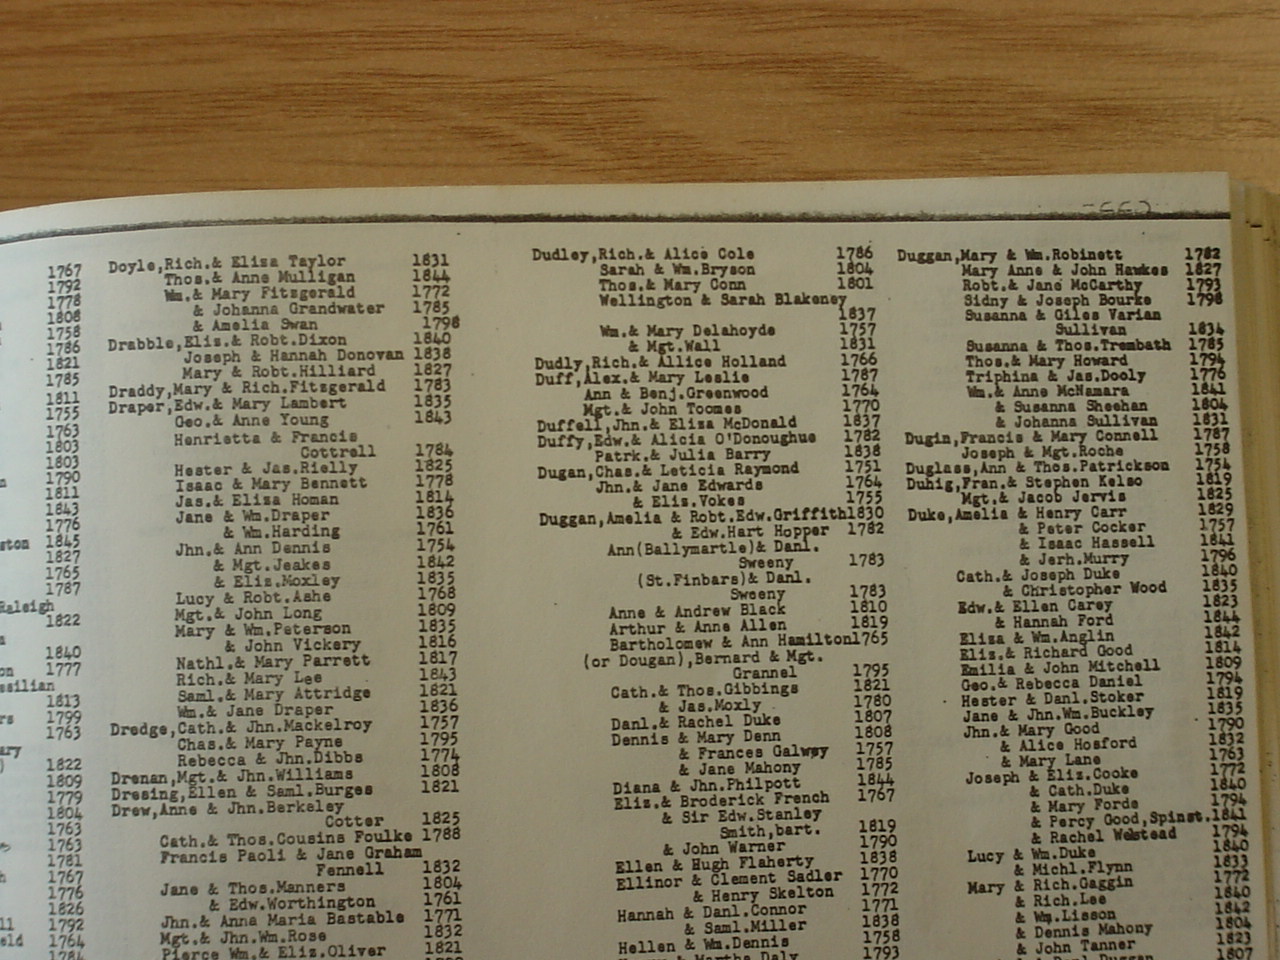 1767
1792
1778
1808
1758
1786
1821
1785
1811
1755
1763
1803
1803
1790
1811
1843
1776
1845
1827
1765
1787
Raleigh
1822
1840
1777
1813
1799
1763
1822
1809
1779
1804
1763
1763
1781
1767
1776
1826
1792
1764
Doyle,Rich.& Eliza Taylor 1831
Thos.& Anne Mulligan 1844
Wm.& Mary Fitzgerald 1772
& Johanna Grandwater 1785
& Amelia Swan 1798
Drabble,Eliz.& Robt.Dixon 1840
Joseph & Hannah Donovan 1838
Mary & Robt.Hilliard 1827
Draddy,Mary & Rich.Fitzgerald 1783
Draper,Edw.& Mary Lambert 1835
Geo.& Anne Young 1843
Henrietta & Francis
Cottrell 1784
Hester & Jas.Rielly 1825
Isaac & Mary Bennett 1778
Jas.& Eliza Homan 1814
Jane & Wm.Draper 1836
& Wm.Harding 1761
Jhn.& Ann Dennis 1754
& Mgt.Jeakes 1842
& Eliz.Moxley 1835
Lucy & Robt.Ashe 1768
Mgt.& John Long 1809
Mary & Wm.Peterson 1835
& John Vickery 1816
Nathl.& Mary Parrett 1817
Rich.& Mary Lee 1843
Saml.& Mary Attridge 1821
Wm.& Jane Draper 1836
Dredge,Cath.& Jhn.Mackelroy 1757
Chas.& Mary Payne 1795
Rebecca & Jhn.Dibbs 1774
Drenan,Mgt.& Jhn.Williams 1808
Dresing,Ellen & Saml.Burges 1821
Drew,Anne & Jhn.Berkeley
Cotter 1825
Cath.& Thos.Cousins Foulke 1788
Francis Paoli & Jane Graham
Fennell 1832
Jane & Thos.Manners 1804
& Edw.Worthington 1761
Jhn.& Anna Maria Bastable 1771
Mgt.& Jhn.Wm.Rose 1832
Pierce Wm.& Eliz.Oliver 1821
Dudley,Rich.& Alice Cole 1786
Sarah & Wm.Bryson 1804
Thos.& Mary Conn 1801
Wellington & Sarah Blakeney
1837
Wm.& Mary Delahoyde 1757
& Mgt.Wall 1831
Dudly,Rich.& Allice Holland 1766
Duff,Alex.& Mary Leslie 1787
Ann & Benj.Greenwood 1764
Mgt.& John Toomes 1770
Duffell,Jhn.& Eliza McDonald 1837
Duffy,Edw.& Alicia O'Donoughue 1782
Patrk.& Julia Barry 1838
Dugan,Chas.& Leticia Raymond 1751
Jhn.& Jane Edwards 1764
& Eliz.Vokes 1755
Duggan,Amelia & Robt.Edw.Griffith1830
& Edw.Hart Hopper 1782
Ann(Ballymartle)& Danl.
Sweeny 1783
(St.Finbars)& Danl.
Sweeny 1783
Anne & Andrew Black 1810
Arthur & Anne Allen 1819
Bartholomew & Ann Hamilton1765
(or Dougan),Bernard & Mgt.
Grannel 1795
Cath.& Thos.Gibbings 1821
& Jas.Moxly 1780
Danl.& Rachel Duke 1807
Dennis & Mary Denn 1808
& Frances Galwey 1757
& Jane Mahony 1785
Diana & Jhn.Philpott 1844
Eliz.& Broderick French 1767
& Sir Edw.Stanley
Smith,bart. 1819
& John Warner 1790
Ellen & Hugh Flaherty 1838
Ellinor & Clement Sadler 1770
& Henry Skelton 1772
Hannah & Danl.Connor 1771
& Saml.Miller 1838
Hellen & Wm.Dennis 1758
1793
Duggan,Mary & Wm.Robinett 1782
Mary Anne & John Hawkes 1827
Robt.& Jane McCarthy 1793
Sidny & Joseph Bourke 1798
Susanna & Giles Varian
Sullivan 1834
Susanna & Thos.Trembath 1785
Thos.& Mary Howard 1794
Triphina & Jas.Dooly 1776
Wm.& Anne McNamara 1841
& Susanna Sheehan 1804
& Johanna Sullivan 1831
Dugin,Francis & Mary Connell 1787
Joseph & Mgt.Roche 1758
Duglass,Ann & Thos.Patrickson 1754
Duhig,Fran.& Stephen Kelso 1819
Mgt.& Jacob Jervis 1825
Duke,Amelia & Henry Carr 1829
& Peter Cocker 1757
& Isaac Hassell 1841
& Jerh.Murry 1796
Cath.& Joseph Duke 1840
& Christopher Wood 1835
Edw.& Ellen Carey 1823
& Hannah Ford 1844
Eliza & Wm.Anglin 1842
Eliz.& Richard Good 1814
Emilia & John Mitchell 1809
Geo.& Rebecca Daniel 1794
Hester & Danl.Stoker 1819
Jane & Jhn.Wm.Buckley 1835
Jhn.& Mary Good 1790
& Alice Hosford 1832
& Mary Lane 1763
Joseph & Eliz.Cooke 1772
& Cath.Duke 1840
& Mary Forde 1794
& Percy Good,Spinst.1841
& Rachel Welstead 1794
Lucy & Wm.Duke 1840
& Michl.Flynn 1833
Mary & Rich.Gaggin 1772
& Rich.Lee 1840
& Wm.Lisson 1842
& Dennis Mahony 1804
& John Tanner 1823
& Danl.Duggan 1807